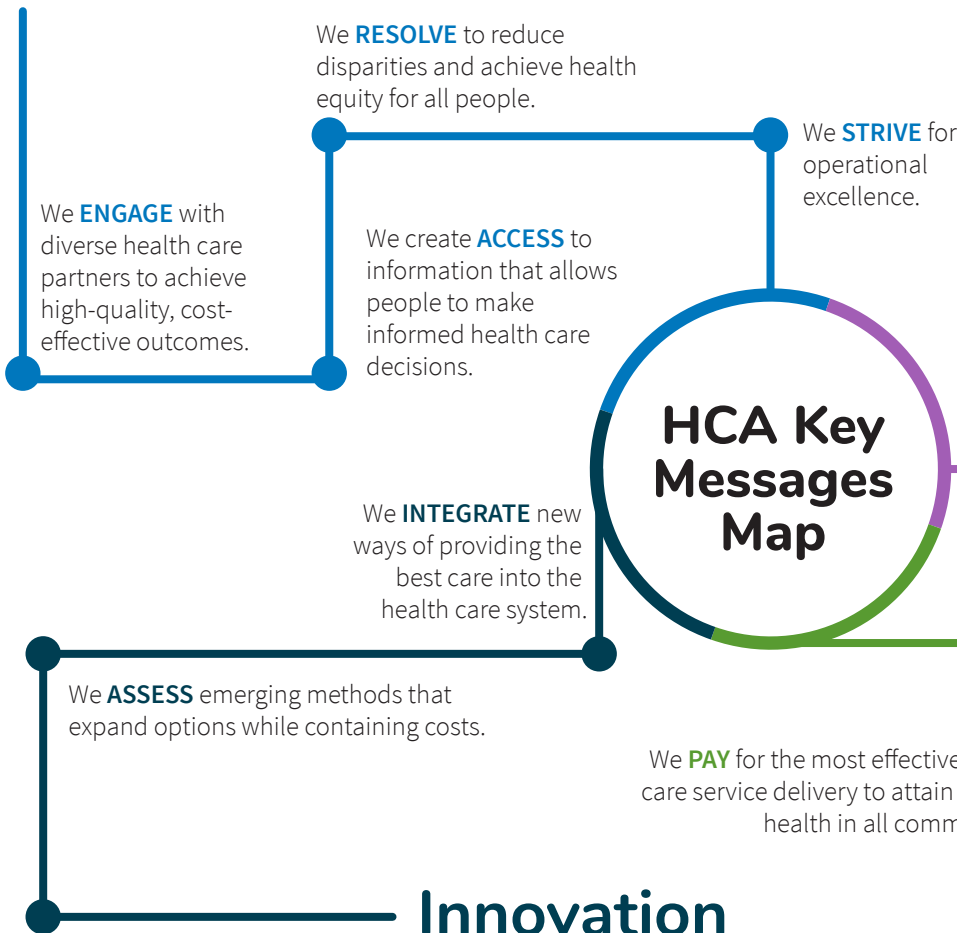 We RESOLVE to reduce
disparities and achieve health
equity for all people.
We STRIVE for
operational
excellence.
We ENGAGE with
diverse health care
partners to achieve
high-quality, cost-
effective outcomes.
We create ACCESS to
information that allows
people to make
informed health care
decisions.
HCA Key
Messages
Map
We INTEGRATE new
ways of providing the
best care into the
health care system.
We ASSESS emerging methods that
expand options while containing costs.
We PAY for the most effective
care service delivery to attain
health in all comm
Innovation